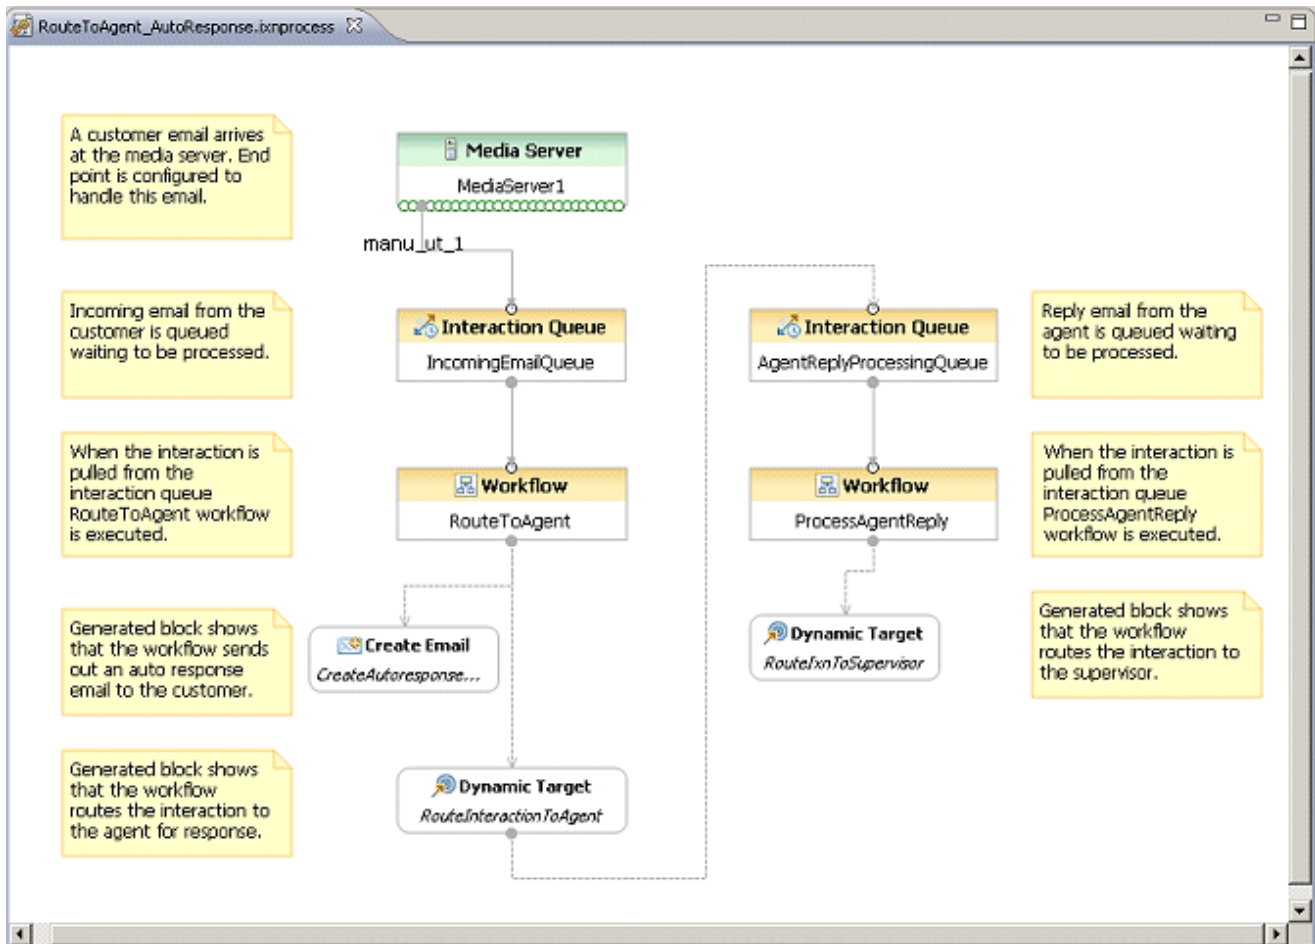 RouteToAgent_AutoResponse.ixnprocess
A customer email arrives
at the media server. End
point is configured to
handle this email.
Media Server
MediaServer1
manu_ut_1
Incoming email from the
customer is queued
waiting to be processed.
Interaction Queue
IncomingEmailQueue
Interaction Queue
AgentReplyProcessingQueue
Reply email from the
agent is queued waiting
to be processed.
When the interaction is
pulled from the
interaction queue
RouteToAgent workflow
is executed.
Workflow
RouteToAgent
Workflow
ProcessAgentReply
When the interaction is
pulled from the
interaction queue
ProcessAgentReply
workflow is executed.
Generated block shows
that the workflow sends
out an auto response
email to the customer.
Create Email
CreateAutoresponse...
Dynamic Target
RouteIxnToSupervisor
Generated block shows
that the workflow
routes the interaction to
the supervisor.
Generated block shows
that the workflow
routes the interaction to
the agent for response.
Dynamic Target
RouteInteractionToAgent